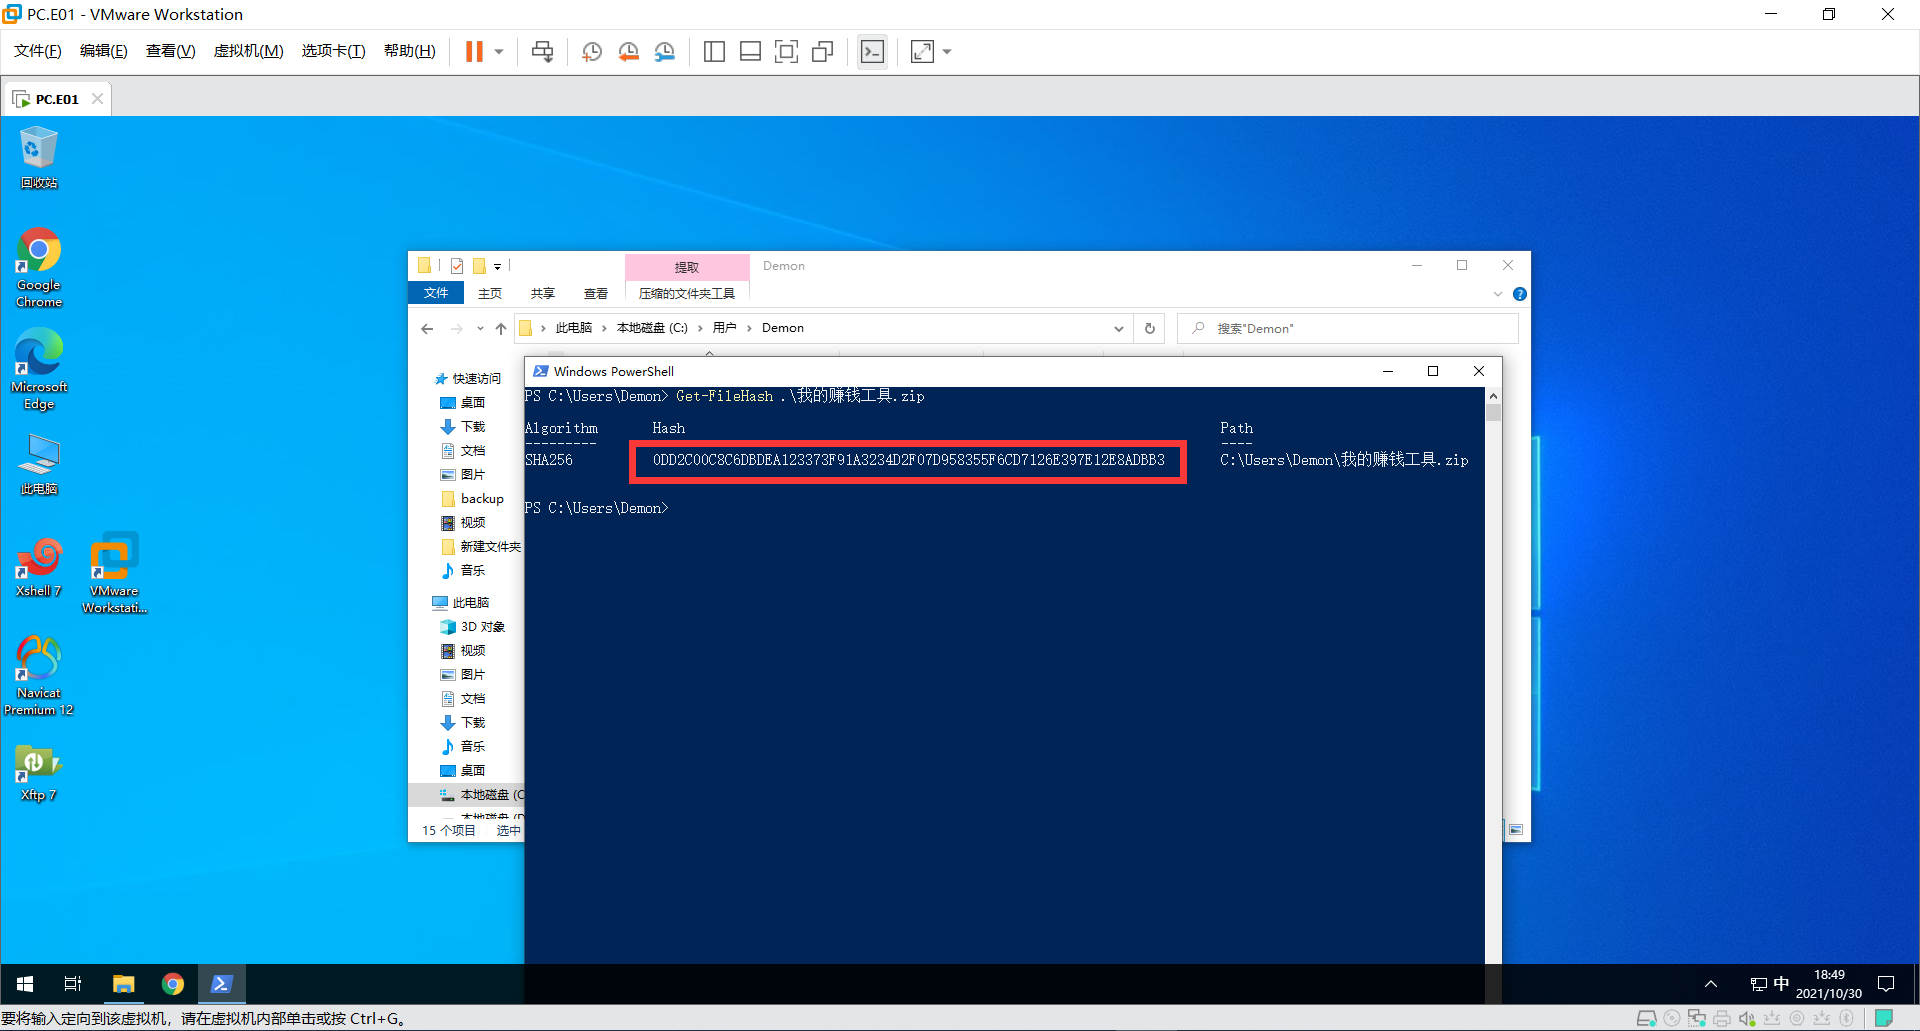 PC.E01 - VMware Workstation
文件(F) 编辑(E) 查看(V) 虚拟机(M) 选项卡(T) 帮助(H)
PC.E01
回收站
Google Chrome
Microsoft Edge
此电脑
Xshell 7
VMware Workstati...
Navicat Premium 12
Xftp 7
提取 Demon
文件 主页 共享 查看 压缩的文件夹工具
此电脑 本地磁盘 (C:) 用户 Demon
搜索"Demon"
快速访问
桌面
下载
文档
图片
backup
视频
新建文件夹
音乐
此电脑
3D 对象
视频
图片
文档
下载
音乐
桌面
本地磁盘 (C
本地磁盘 (D
15 个项目 选中
Windows PowerShell
PS C:\Users\Demon> Get-FileHash .\我的赚钱工具.zip
Algorithm Hash Path
--------- ---- ----
SHA256 0DD2C00C8C6DBDEA123373F91A3234D2F07D958355F6CD7126E397E12E8ADBB3 C:\Users\Demon\我的赚钱工具.zip
PS C:\Users\Demon>
中
18:49
2021/10/30
要将输入定向到该虚拟机，请在虚拟机内部单击或按 Ctrl+G。